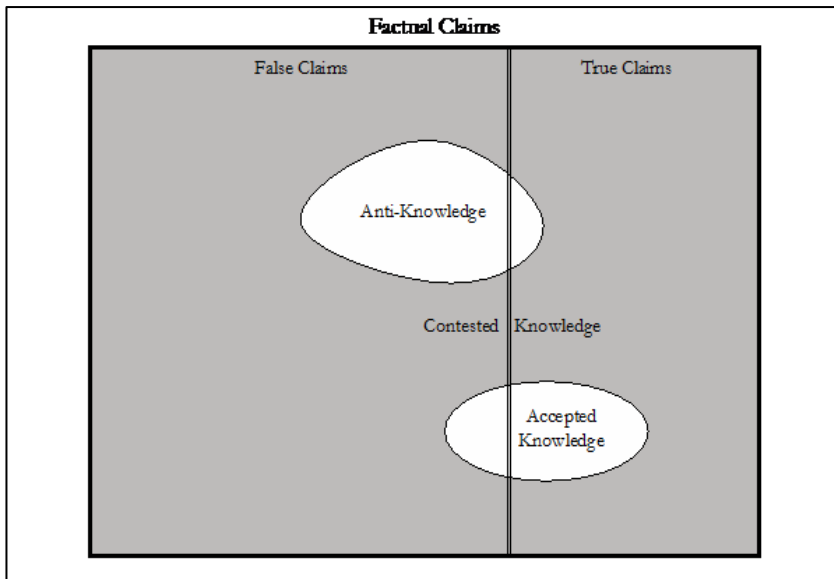 Factual Claims
False Claims
True Claims
Anti-Knowledge
Contested Knowledge
Accepted
Knowledge